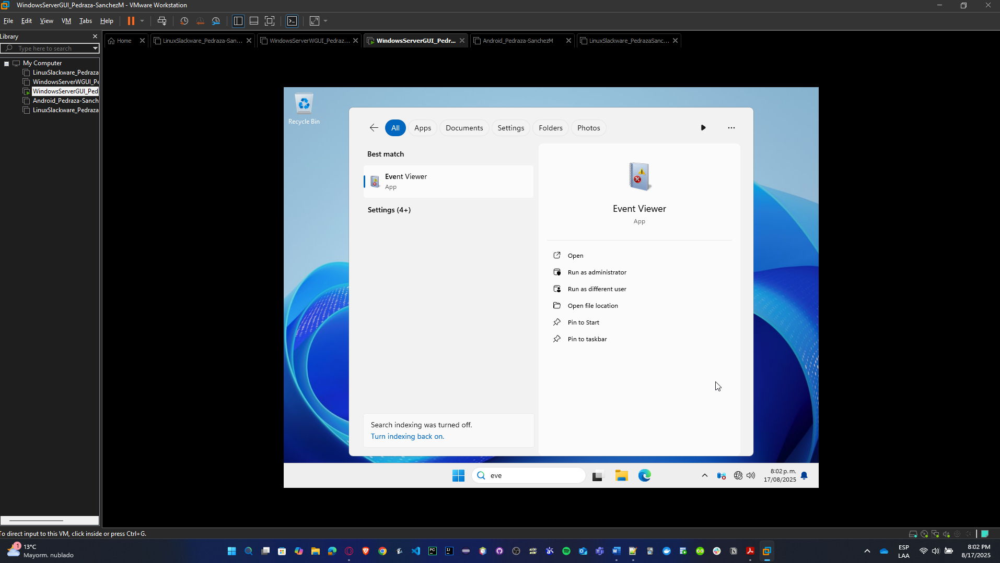 WindowsServerGUI_Pedraza-SanchezM - VMware Workstation
File Edit View VM Tabs Help
Library
Type here to search
My Computer
LinuxSlackware_Pedraza
WindowsServerWGUI_Pe
WindowsServerGUI_Ped
Android_Pedraza-Sanch
LinuxSlackware_Pedraza
Home
LinuxSlackware_Pedraza-San...
WindowsServerWGUI_Pedraz...
WindowsServerGUI_Pedr...
Android_Pedraza-SanchezM
LinuxSlackware_PedrazaSanc...
Recycle Bin
All Apps Documents Settings Folders Photos
Best match
Event Viewer
App
Settings (4+)
Event Viewer
App
Open
Run as administrator
Run as different user
Open file location
Pin to Start
Pin to taskbar
Search indexing was turned off.
Turn indexing back on.
eve
8:02 p. m.
17/08/2025
To direct input to this VM, click inside or press Ctrl+G.
1
13°C
Mayorm. nublado
ESP
LAA
8:02 PM
8/17/2025